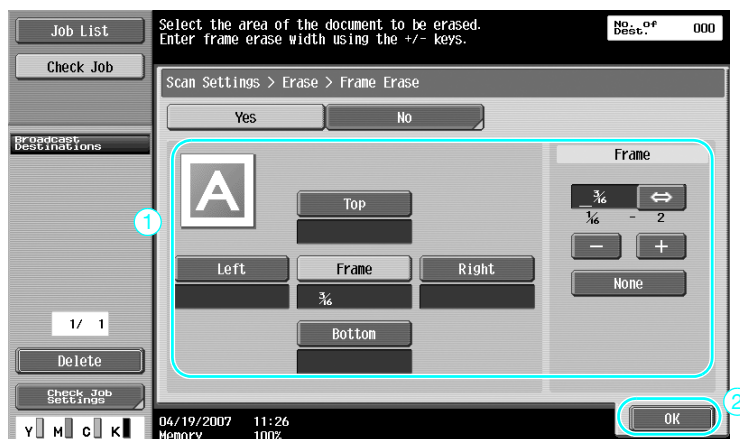 Job List
Check Job
Select the area of the document to be erased.
Enter frame erase width using the +/- keys.
No. of
Dest.
000
Scan Settings > Erase > Frame Erase
Yes
No
Broadcast
Destinations
1
Top
Left
Frame
Right
3/16
Bottom
Frame
3/16
⇔
1/16 - 2
−
+
None
1/ 1
Delete
Check Job
Settings
Y M C K
04/19/2007 11:26
Memory 100%
OK
2
A